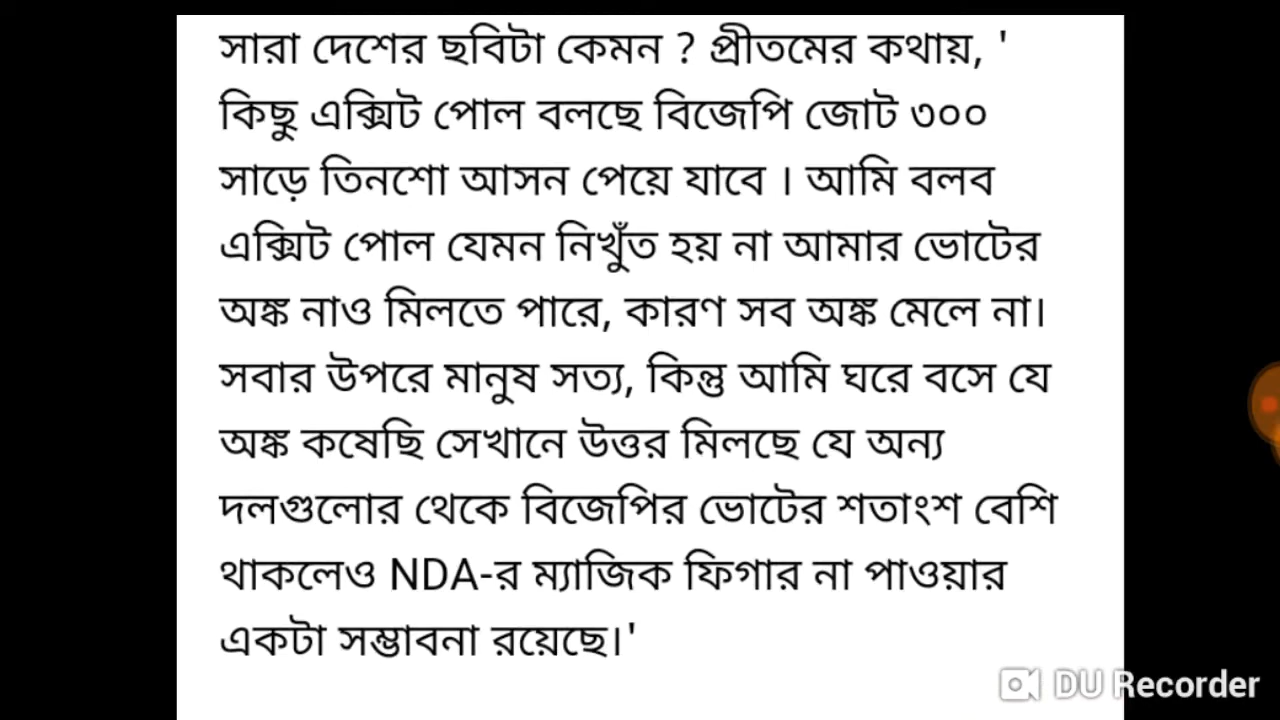 সারা দেশের ছবিটা কেমন ? প্রীতমের কথায়, '
কিছু এক্সিট পোল বলছে বিজেপি জোট ৩০০
সাড়ে তিনশো আসন পেয়ে যাবে । আমি বলব
এক্সিট পোল যেমন নিখুঁত হয় না আমার ভোটের
অঙ্ক নাও মিলতে পারে, কারণ সব অঙ্ক মেলে না।
সবার উপরে মানুষ সত্য, কিন্তু আমি ঘরে বসে যে
অঙ্ক কষেছি সেখানে উত্তর মিলছে যে অন্য
দলগুলোর থেকে বিজেপির ভোটের শতাংশ বেশি
থাকলেও NDA-র ম্যাজিক ফিগার না পাওয়ার
একটা সম্ভাবনা রয়েছে।'
DU Recorder